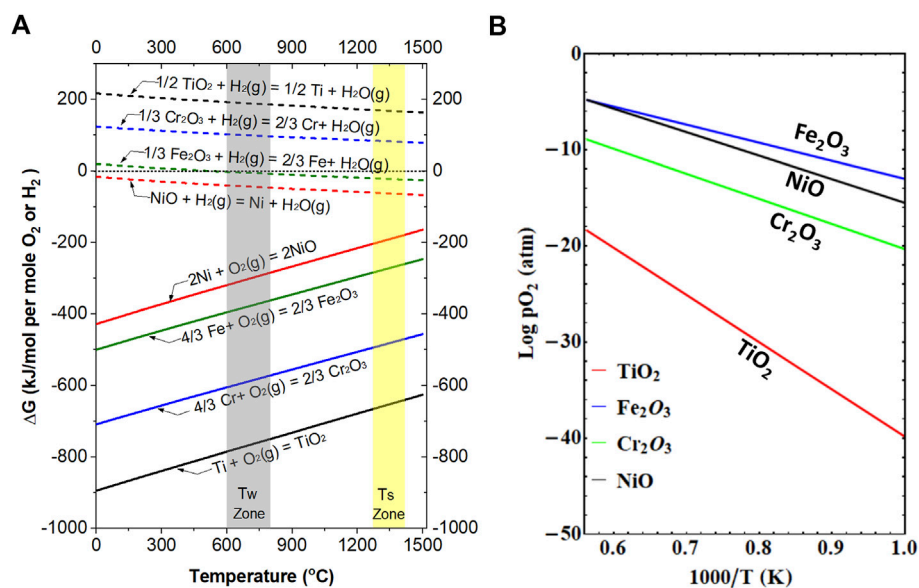 A
0 300 600 900 1200 1500
200
0
-200
-400
-600
-800
-1000
200
0
-200
-400
-600
-800
-1000
ΔG (kJ/mol per mole O₂ or H₂)
1/2 TiO₂ + H₂(g) = 1/2 Ti + H₂O(g)
1/3 Cr₂O₃ + H₂(g) = 2/3 Cr+ H₂O(g)
1/3 Fe₂O₃ + H₂(g) = 2/3 Fe+ H₂O(g)
NiO + H₂(g) = Ni + H₂O(g)
2Ni + O₂(g) = 2NiO
4/3 Fe+ O₂(g) = 2/3 Fe₂O₃
4/3 Cr+ O₂(g) = 2/3 Cr₂O₃
Ti + O₂(g) = TiO₂
Tw
Zone
Ts
Zone
0 300 600 900 1200 1500
Temperature (°C)
B
0
-10
-20
-30
-40
-50
Log pO₂ (atm)
Fe₂O₃
NiO
Cr₂O₃
TiO₂
TiO₂
Fe₂O₃
Cr₂O₃
NiO
0.6 0.7 0.8 0.9 1.0
1000/T (K)